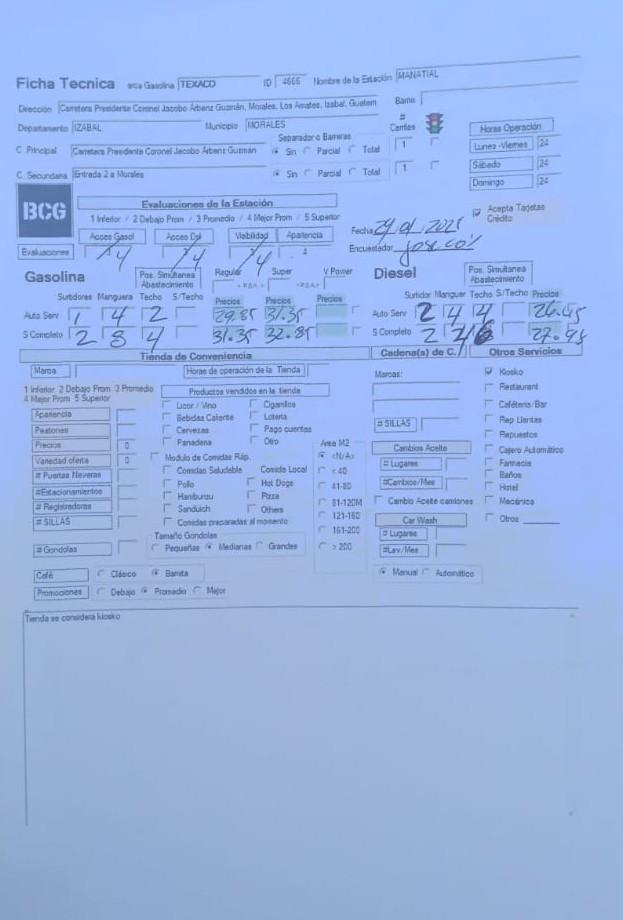 Ficha Tecnica arca Gasolina TEXACO ID 4666 Nombre de la Estación MANATIAL
Dirección Carretera Presidente Coronel Jacobo Árbenz Guzmán, Morales, Los Amates, Izabal, Guatem Barrio
Departamento IZABAL Municipio MORALES # Carriles
Separador o Barreras
C. Principal Carretera Presidente Coronel Jacobo Árbenz Guzmán Sin Parcial Total 1
C. Secundaria Entrada 2 a Morales Sin Parcial Total 1
Horas Operación
Lunes -Viernes 24
Sábado 24
Domingo 24
BCG
Evaluaciones de la Estación
1 Inferior / 2 Debajo Prom / 3 Promedio / 4 Mejor Prom / 5 Superior
Acces Gasol Acces Dsl Visibilidad Apariencia
Evaluaciones 4 4 4 4
Acepta Tarjetas Crédito
Fecha
Encuestador
Gasolina Pos. Simultanea Abastecimiento Regular Super V Power
Surtidores Manguera Techo S/Techo Precios Precios Precios
Auto Serv 1 4 2 29.85 31.35
S Completo 2 8 4 31.35 32.85
Diesel Pos. Simultanea Abastecimiento
Surtidor Manguer Techo S/Techo Precios
Auto Serv 2 4 4 26.45
S Completo 2 27.95
Tienda de Conveniencia Cadena(s) de C. Otros Servicios
Marca Horas de operación de la Tienda
1 Inferior 2 Debajo Prom 3 Promedio
4 Mejor Prom 5 Superior
Apariencia
Peatones
Precios 0
Variedad oferta 0
# Puertas Neveras
#Estacionamientos
# Registradoras
# SILLAS
# Gondolas
Productos vendidos en la tienda
Licor / Vino Cigarrillos
Bebidas Caliente Loteria
Cervezas Pago cuentas
Panaderia Otro
Modulo de Comidas Ráp.
Comidas Saludable Comida Local
Pollo Hot Dogs
Hamburau Pizza
Sanduich Others
Comidas preparadas al momento
Tamaño Gondolas
Pequeñas Medianas Grandes
Area M2
<N/A>
< 40
41-80
81-120M
121-160
161-200
> 200
Café Clásico Barista
Promociones Debajo Promedio Mejor
Marcas:
# SILLAS
Cambios Aceite
# Lugares
#Cambios/Mes
Cambio Aceite camiones
Car Wash
# Lugares
#Lav/Mes
Manual Automático
Kiosko
Restaurant
Cafétería/Bar
Rep Llantas
Repuestos
Cajero Automático
Farmacia
Baños
Hotel
Mecánica
Otros
Tienda se considera kiosko